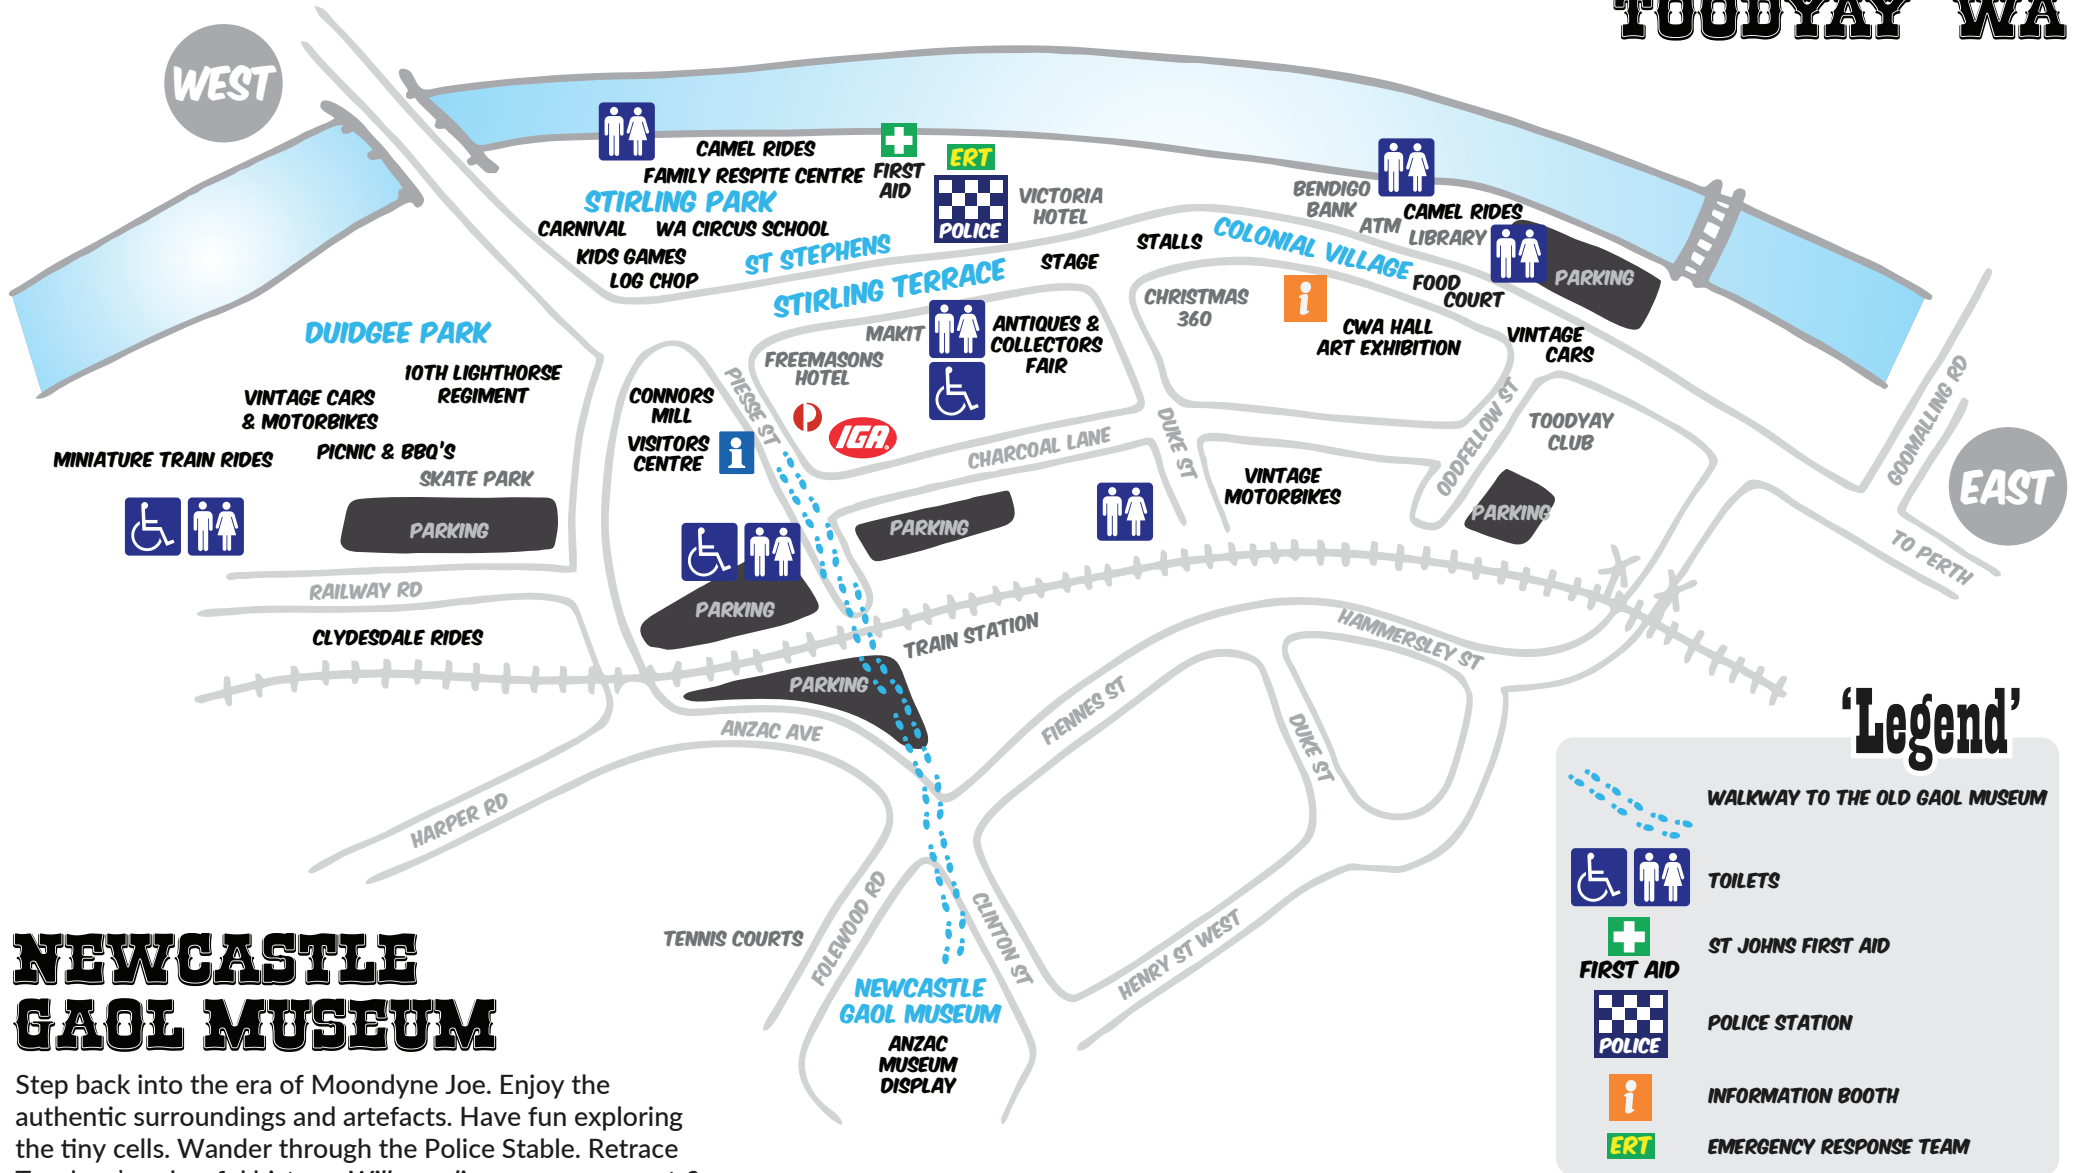 TOODYAY WA
WEST
CAMEL RIDES
FAMILY RESPITE CENTRE
FIRST
AID
ERT
POLICE
VICTORIA
HOTEL
STIRLING PARK
CARNIVAL
WA CIRCUS SCHOOL
KIDS GAMES
LOG CHOP
ST STEPHENS
STIRLING TERRACE
STAGE
STALLS
COLONIAL VILLAGE
BENDIGO
BANK
ATM
CAMEL RIDES
LIBRARY
PARKING
FOOD
COURT
CHRISTMAS
360
i
CWA HALL
ART EXHIBITION
VINTAGE
CARS
DUIDGEE PARK
10TH LIGHTHORSE
REGIMENT
VINTAGE CARS
& MOTORBIKES
PICNIC & BBQ'S
MINIATURE TRAIN RIDES
SKATE PARK
PARKING
RAILWAY RD
CLYDESDALE RIDES
CONNORS
MILL
VISITORS
CENTRE
i
PIESSE ST
MAKIT
FREEMASONS
HOTEL
ANTIQUES &
COLLECTORS
FAIR
IGA
CHARCOAL LANE
DUKE ST
ODDFELLOW ST
TOODYAY
CLUB
VINTAGE
MOTORBIKES
PARKING
PARKING
PARKING
PARKING
TRAIN STATION
GOOMALLING RD
EAST
TO PERTH
HAMMERSLEY ST
FIENNES ST
DUKE ST
ANZAC AVE
HARPER RD
FOLEWOOD RD
CLINTON ST
HENRY ST WEST
TENNIS COURTS
NEWCASTLE
GAOL MUSEUM
ANZAC
MUSEUM
DISPLAY
'Legend'
WALKWAY TO THE OLD GAOL MUSEUM
TOILETS
FIRST AID
ST JOHNS FIRST AID
POLICE
POLICE STATION
i
INFORMATION BOOTH
ERT
EMERGENCY RESPONSE TEAM
NEWCASTLE
GAOL MUSEUM
Step back into the era of Moondyne Joe. Enjoy the
authentic surroundings and artefacts. Have fun exploring
the tiny cells. Wander through the Police Stable. Retrace